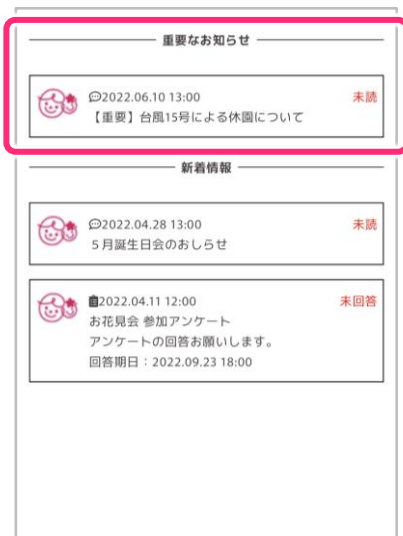 重要なお知らせ
2022.06.10 13:00 未読
【重要】台風15号による休園について
新着情報
2022.04.28 13:00 未読
５月誕生日会のおしらせ
2022.04.11 12:00 未回答
お花見会 参加アンケート
アンケートの回答お願いします。
回答期日：2022.09.23 18:00